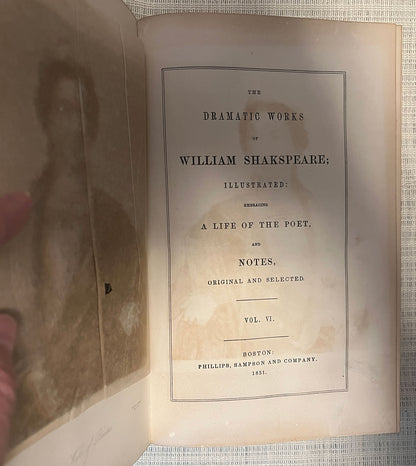 THE
DRAMATIC WORKS
OF
WILLIAM SHAKSPEARE;
ILLUSTRATED:
EMBRACING
A LIFE OF THE POET,
AND
NOTES,
ORIGINAL AND SELECTED.
VOL. VI.
BOSTON:
PHILLIPS, SAMPSON AND COMPANY.
1851.